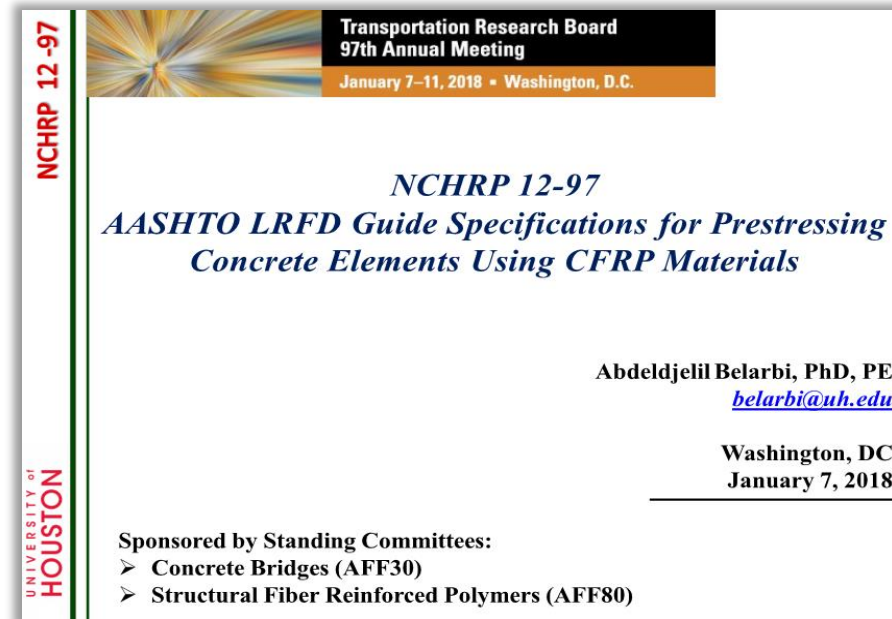 NCHRP 12 -97
Transportation Research Board
97th Annual Meeting
January 7–11, 2018 ▪ Washington, D.C.
NCHRP 12-97
AASHTO LRFD Guide Specifications for Prestressing
Concrete Elements Using CFRP Materials
Abdeldjelil Belarbi, PhD, PE
belarbi@uh.edu
Washington, DC
January 7, 2018
UNIVERSITY of
HOUSTON
Sponsored by Standing Committees:
➢ Concrete Bridges (AFF30)
➢ Structural Fiber Reinforced Polymers (AFF80)